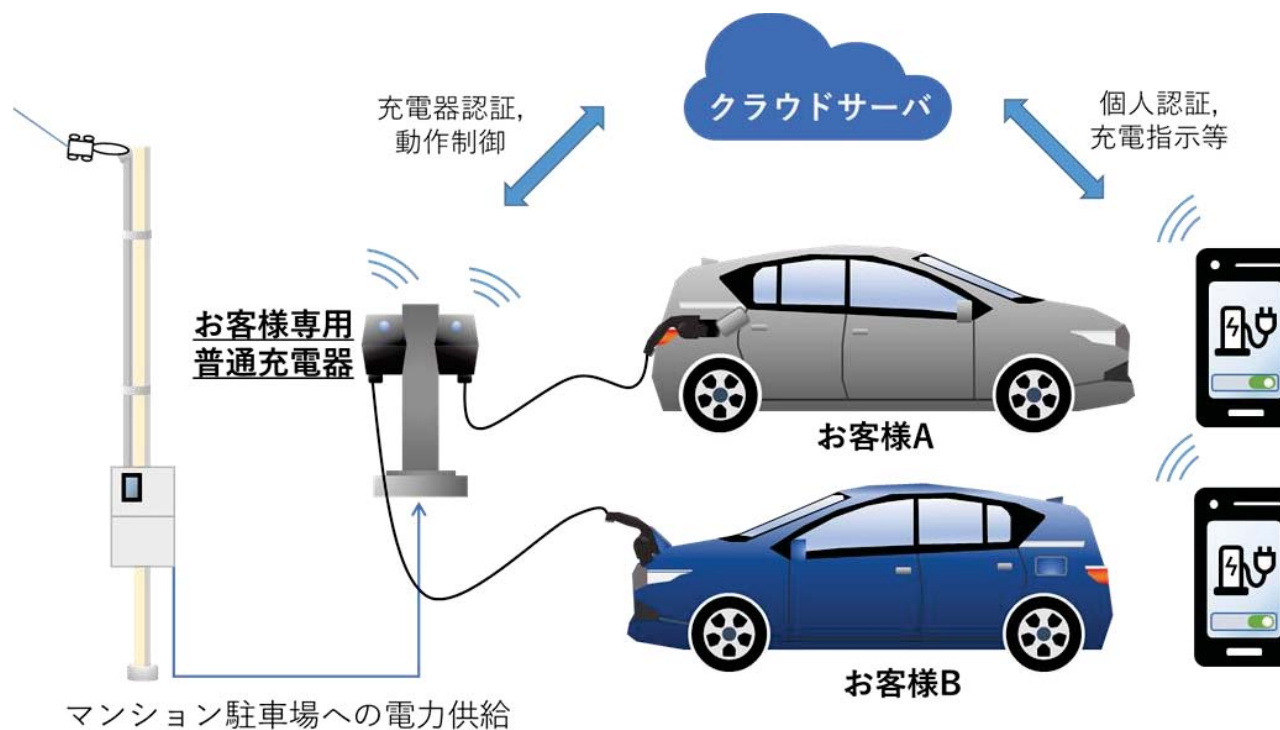 クラウドサーバ
充電器認証,
動作制御
個人認証,
充電指示等
お客様専用
普通充電器
お客様A
お客様B
マンション駐車場への電力供給